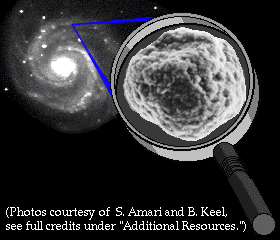 (Photos courtesy of S. Amari and B. Keel,
see full credits under "Additional Resources.")